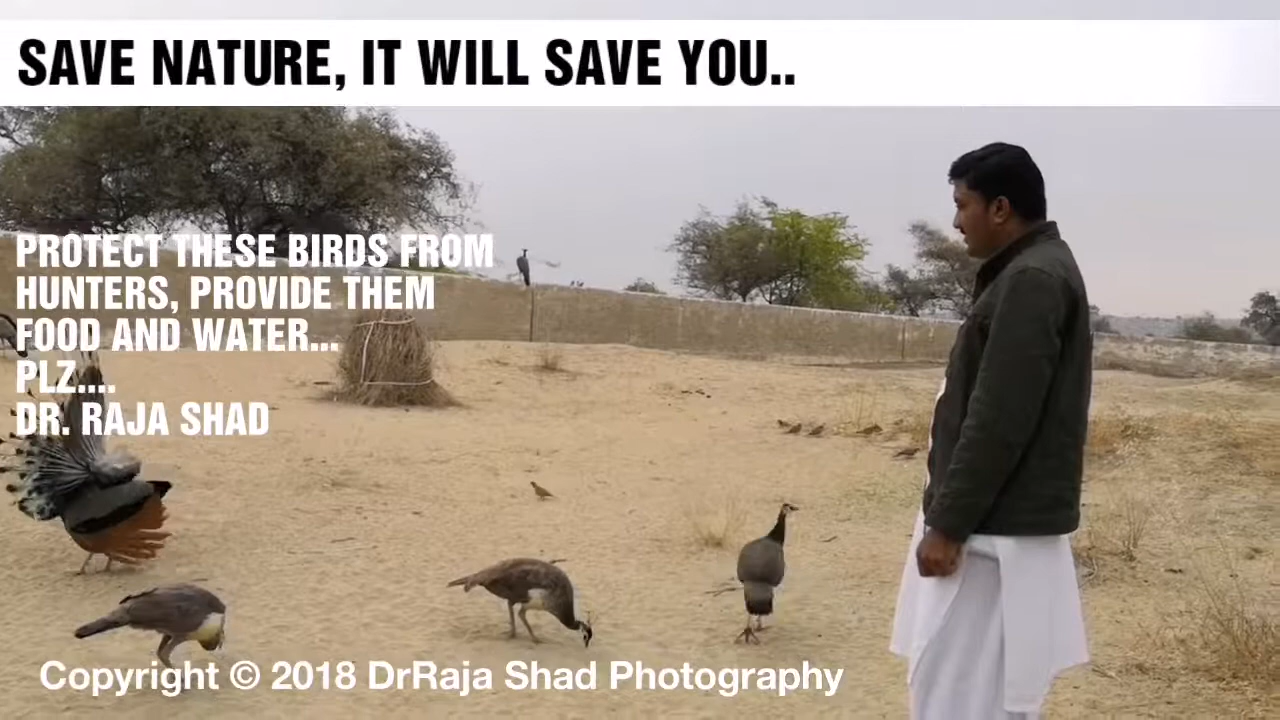 SAVE NATURE, IT WILL SAVE YOU..
PROTECT THESE BIRDS FROM
HUNTERS, PROVIDE THEM
FOOD AND WATER...
PLZ....
DR. RAJA SHAD
Copyright © 2018 DrRaja Shad Photography